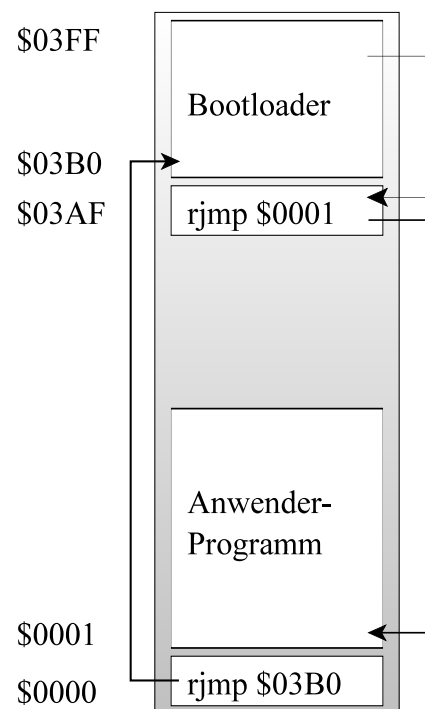 $03FF
Bootloader
$03B0
$03AF
rjmp $0001
Anwender-
Programm
$0001
rjmp $03B0
$0000